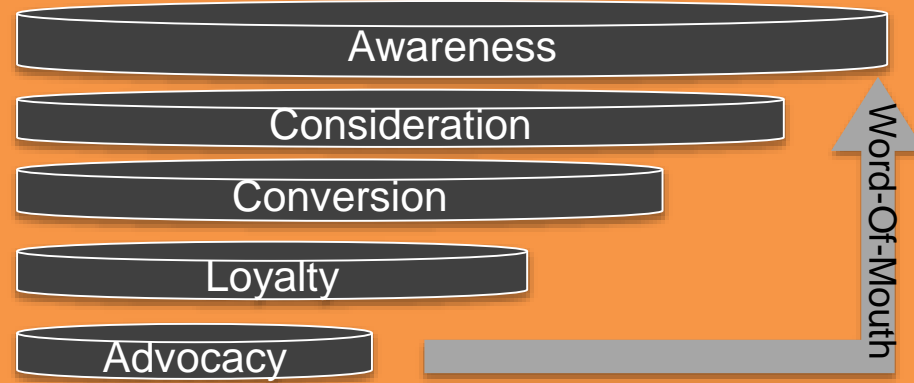 Awareness
Consideration
Conversion
Loyalty
Advocacy
Word-Of-Mouth